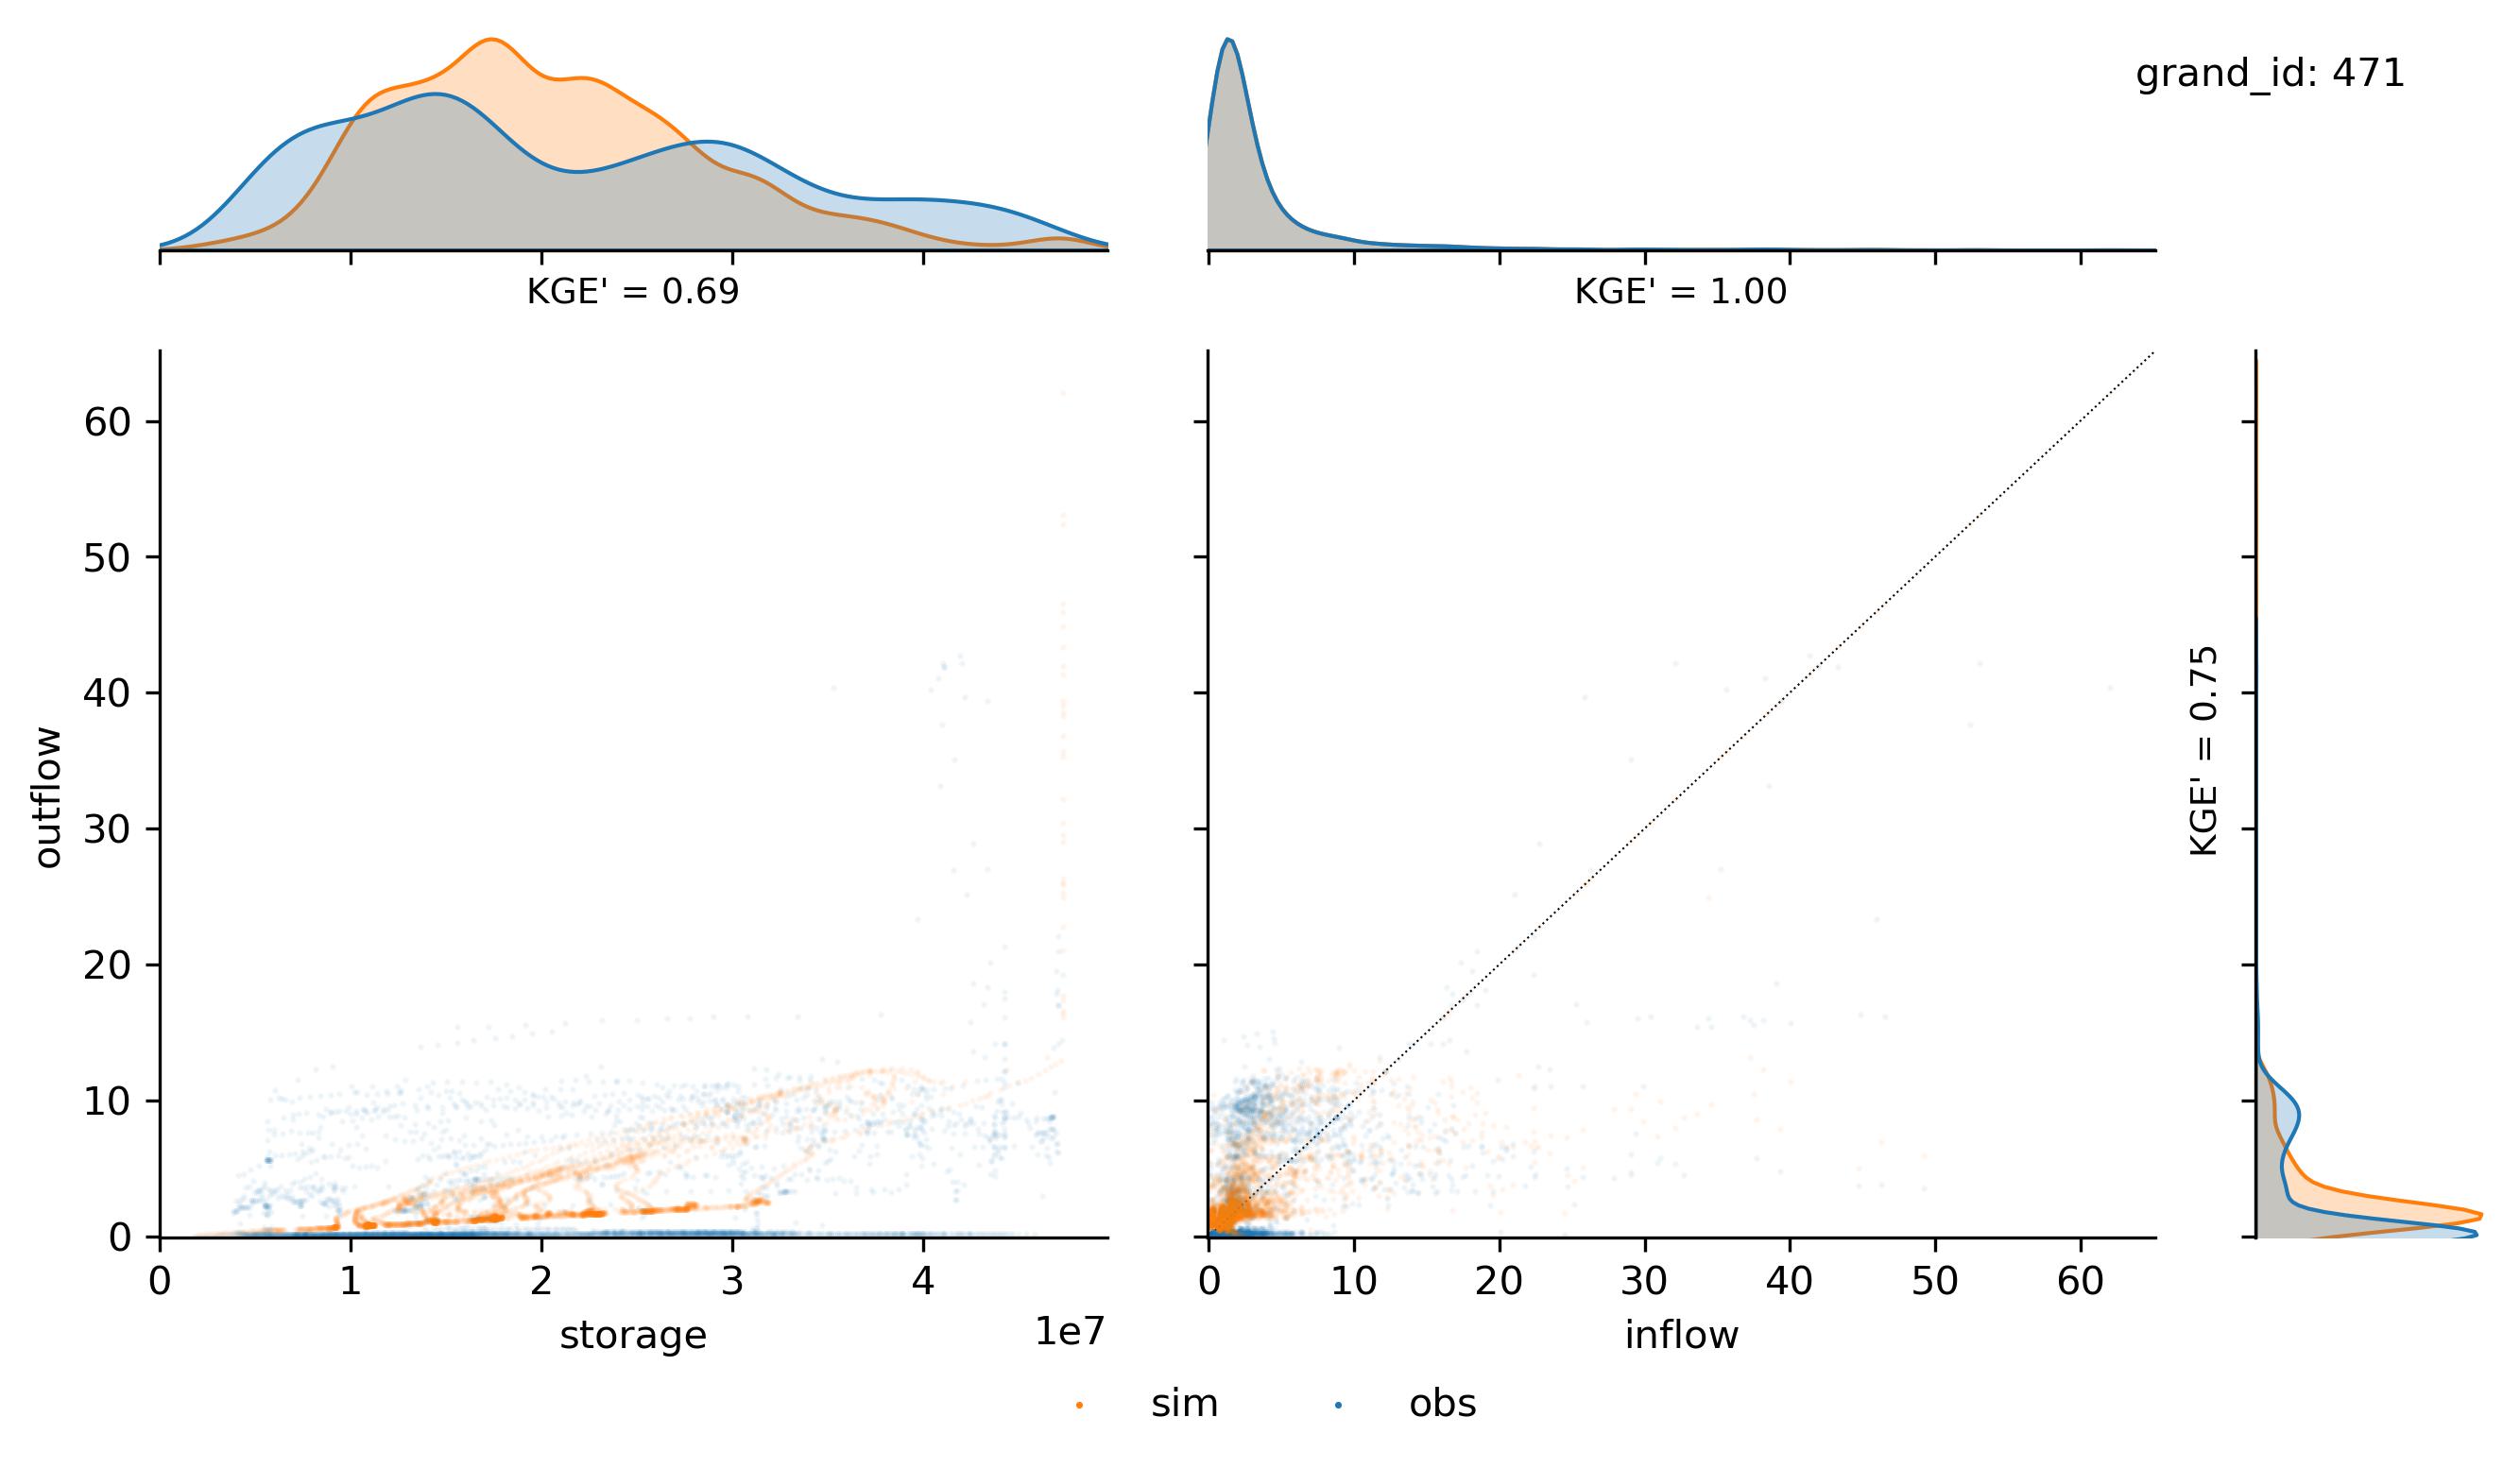 grand_id: 471
KGE' = 0.69
KGE' = 1.00
60
50
40
30
20
10
0
outflow
0 1 2 3 4
1e7
storage
0 10 20 30 40 50 60
inflow
KGE' = 0.75
sim obs